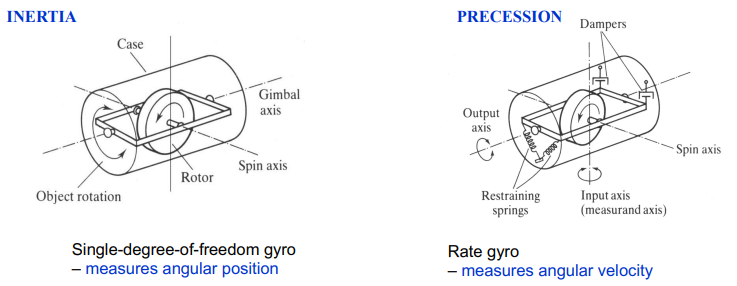 INERTIA
Case
Gimbal
axis
Spin axis
Rotor
Object rotation
Single-degree-of-freedom gyro
– measures angular position
PRECESSION
Dampers
Output
axis
Spin axis
Restraining
springs
Input axis
(measurand axis)
Rate gyro
– measures angular velocity